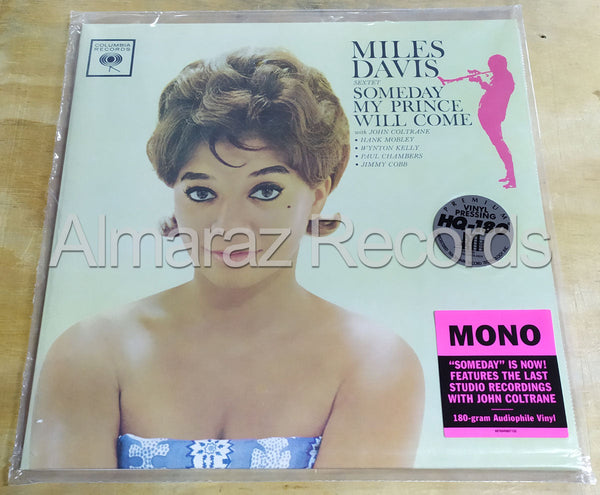 COLUMBIA
RECORDS
MILES
DAVIS
SEXTET
SOMEDAY
MY PRINCE
WILL COME
with JOHN COLTRANE
• HANK MOBLEY
• WYNTON KELLY
• PAUL CHAMBERS
• JIMMY COBB
PREMIUM
VINYL
PRESSING
HQ-180
Almaraz Records
MONO
"SOMEDAY" IS NOW!
FEATURES THE LAST
STUDIO RECORDINGS
WITH JOHN COLTRANE
180-gram Audiophile Vinyl